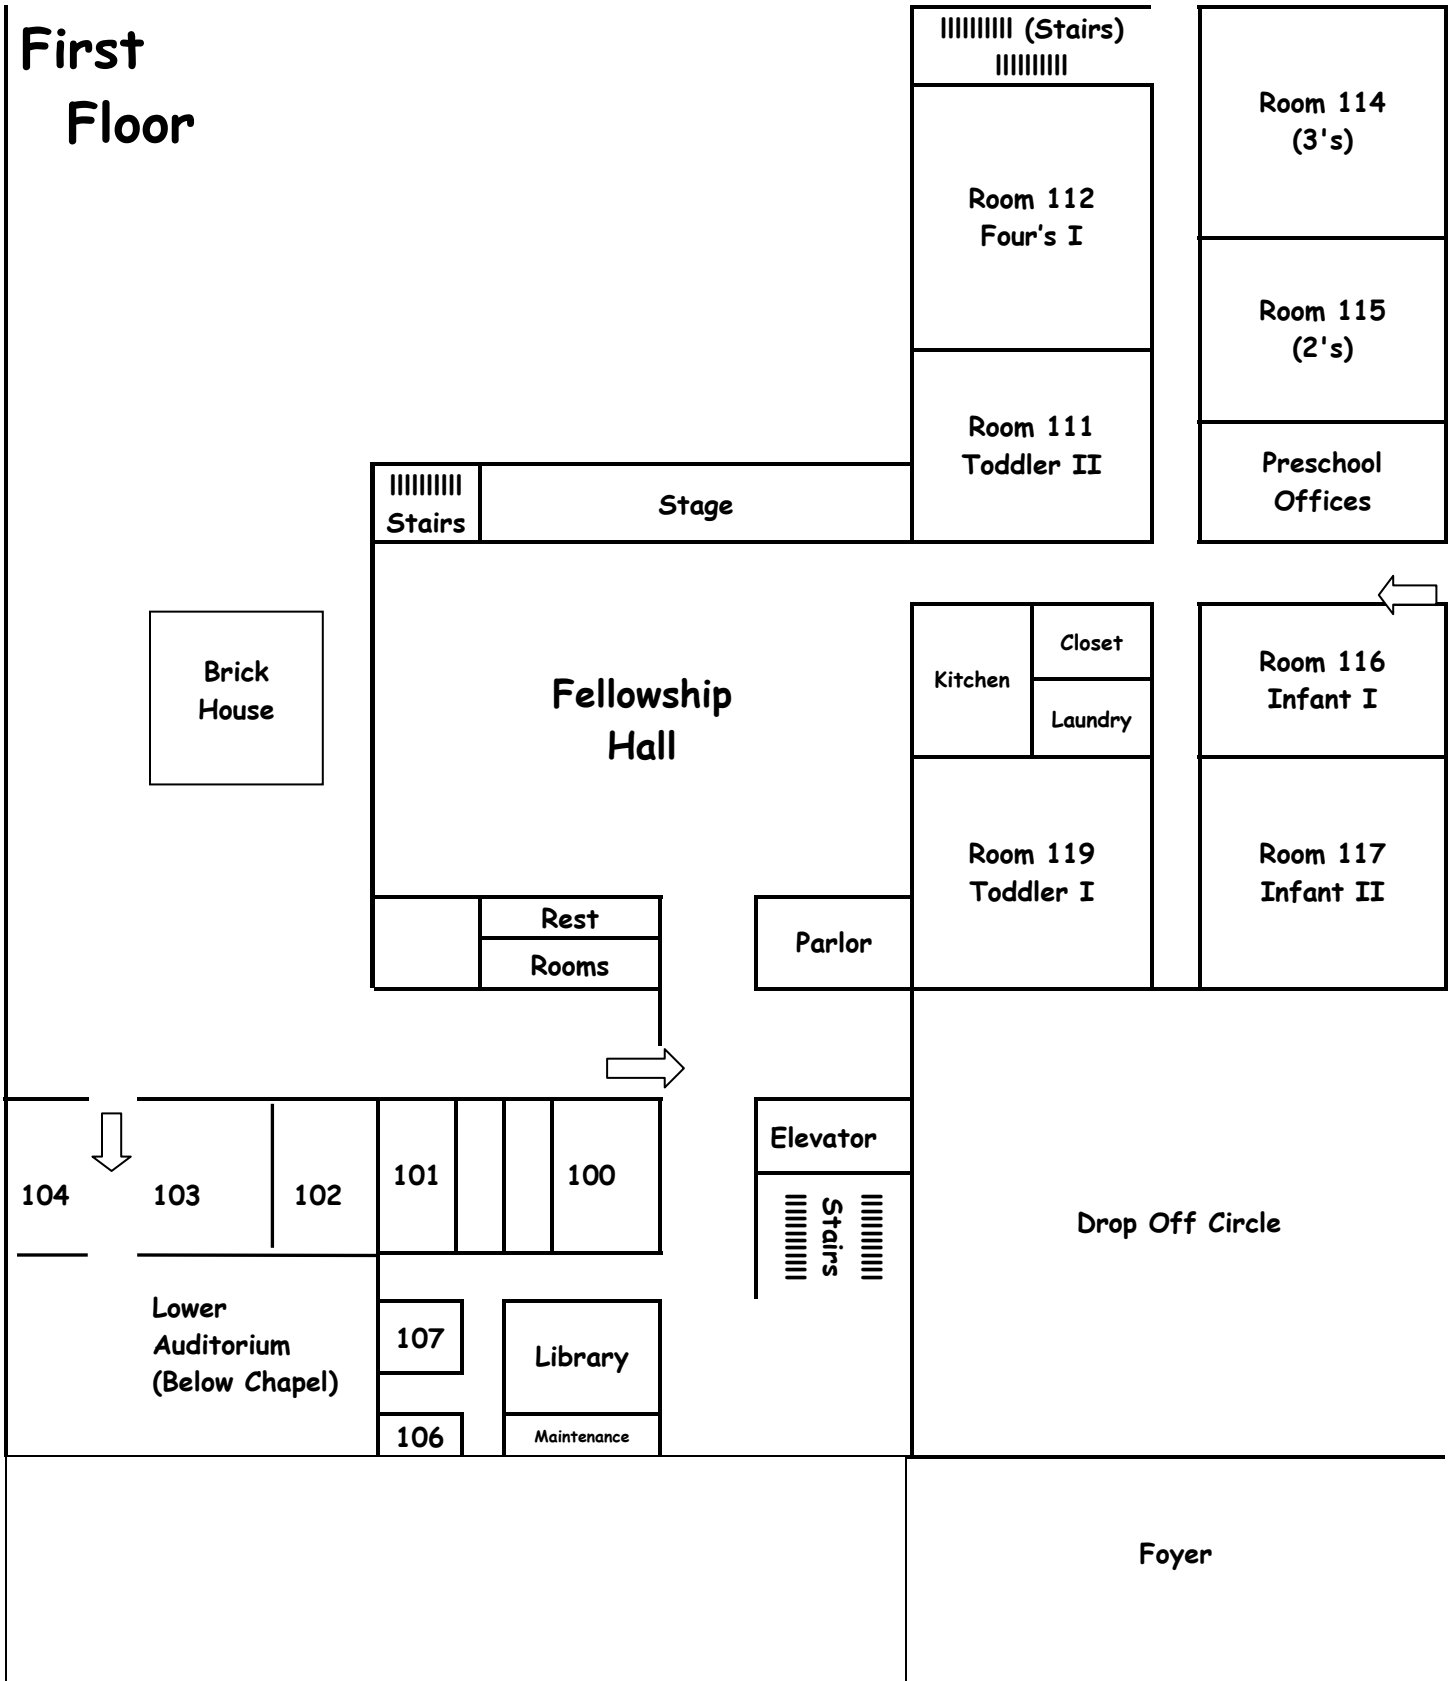 First
Floor
(Stairs)
Room 114
(3's)
Room 112
Four's I
Room 115
(2's)
Room 111
Toddler II
Preschool
Offices
Stairs
Stage
Brick
House
Fellowship
Hall
Kitchen
Closet
Laundry
Room 116
Infant I
Room 119
Toddler I
Room 117
Infant II
Rest
Rooms
Parlor
Elevator
104
103
102
101
100
Stairs
Drop Off Circle
Lower
Auditorium
(Below Chapel)
107
Library
106
Maintenance
Foyer